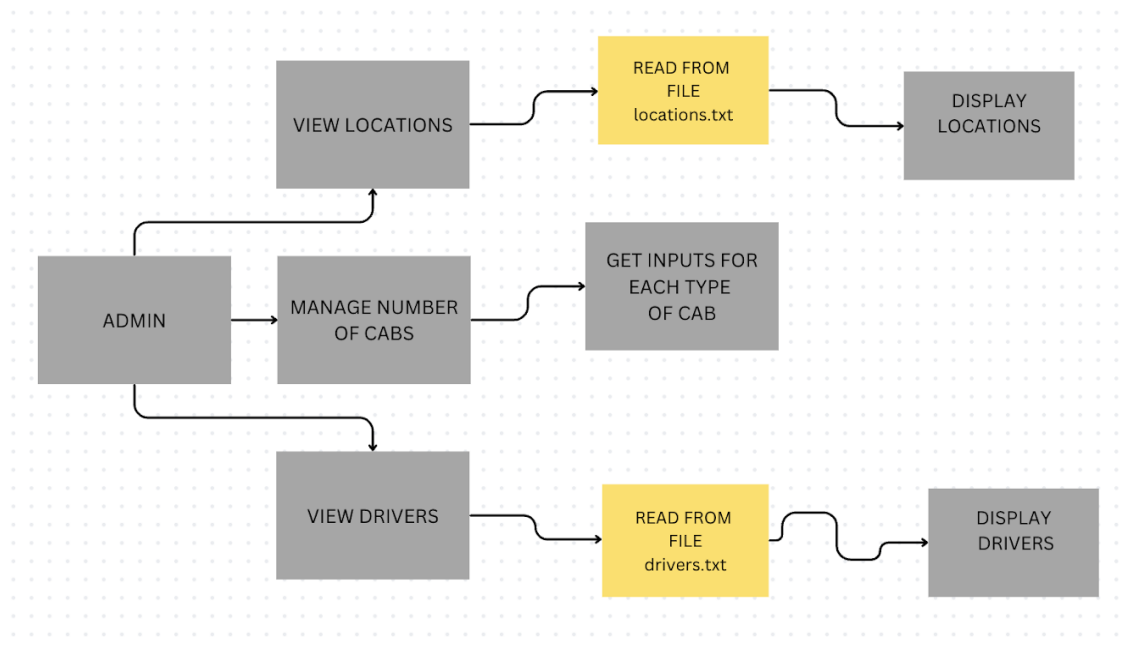 VIEW LOCATIONS
READ FROM
FILE
locations.txt
DISPLAY
LOCATIONS
ADMIN
MANAGE NUMBER
OF CABS
GET INPUTS FOR
EACH TYPE
OF CAB
VIEW DRIVERS
READ FROM
FILE
drivers.txt
DISPLAY
DRIVERS